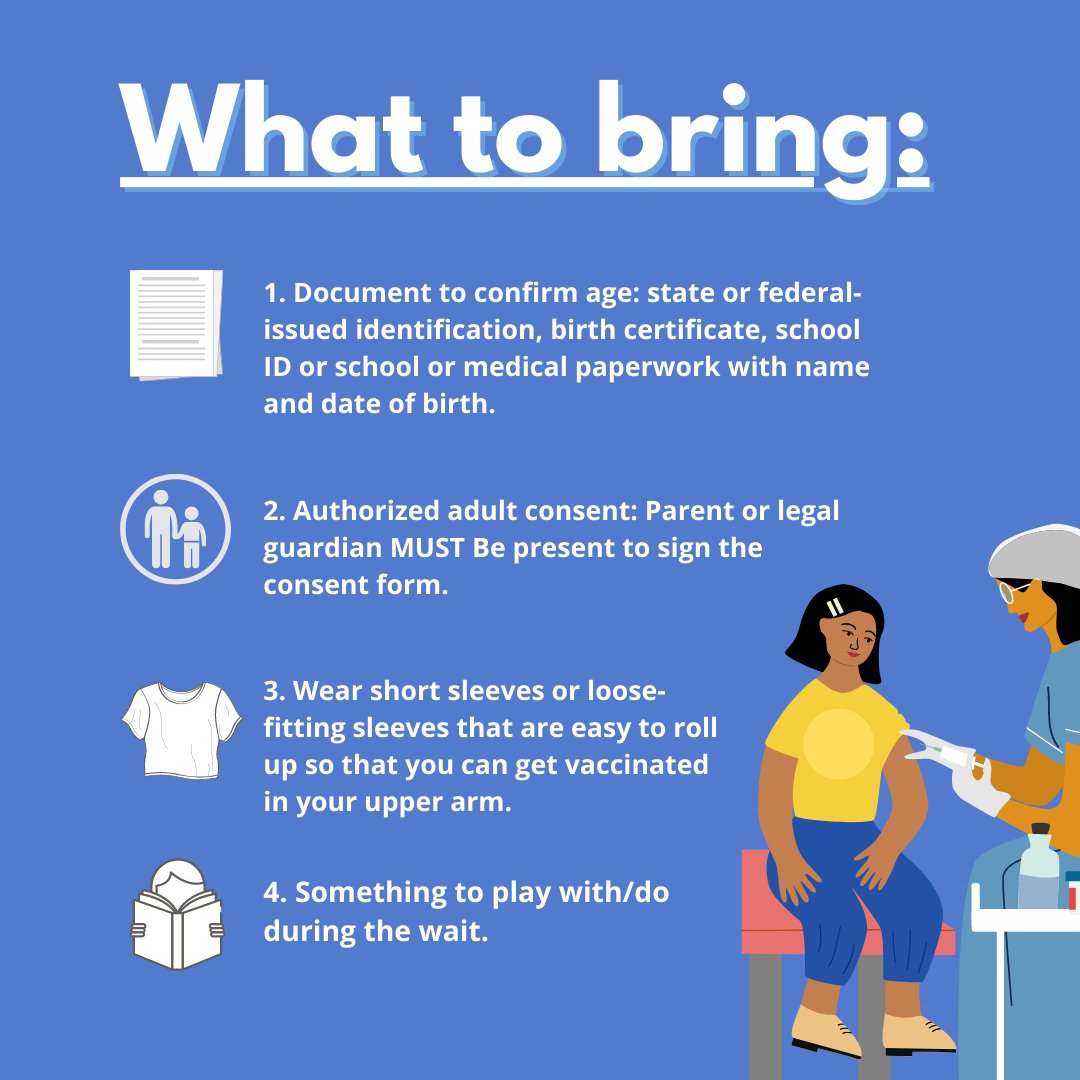 What to bring:
1. Document to confirm age: state or federal-
issued identification, birth certificate, school
ID or school or medical paperwork with name
and date of birth.
2. Authorized adult consent: Parent or legal
guardian MUST Be present to sign the
consent form.
3. Wear short sleeves or loose-
fitting sleeves that are easy to roll
up so that you can get vaccinated
in your upper arm.
4. Something to play with/do
during the wait.